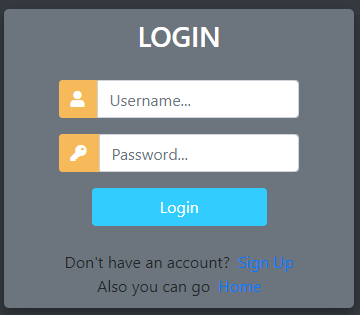 LOGIN
Username...
Password...
Login
Don't have an account? Sign Up
Also you can go Home